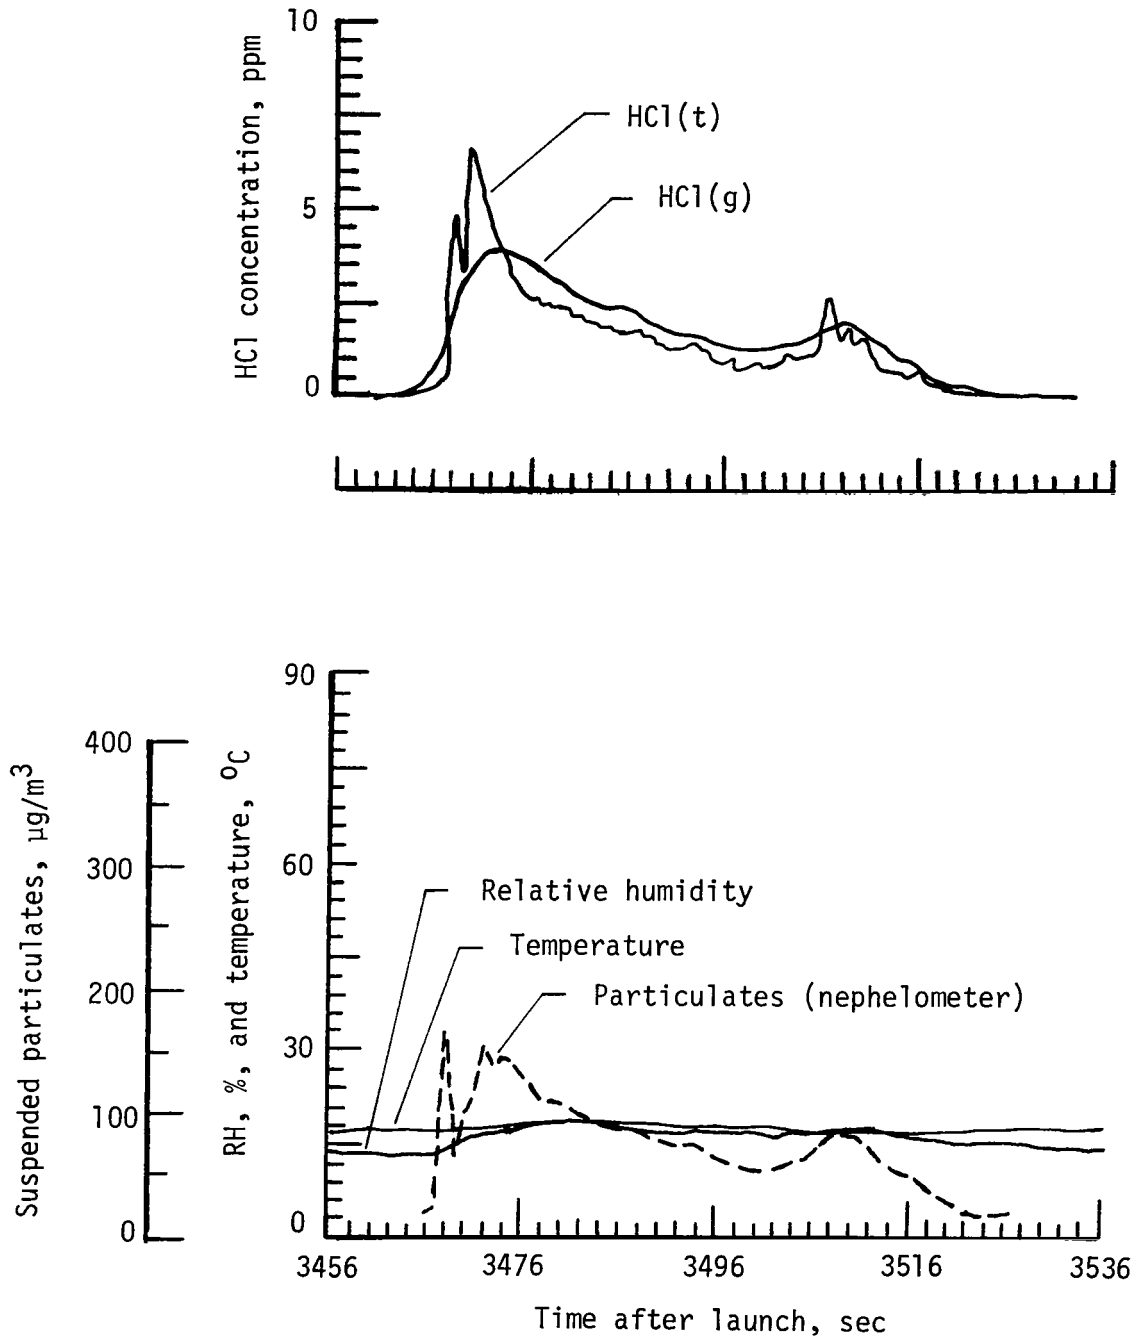 HCl concentration, ppm
10
5
0
HCl(t)
HCl(g)
Suspended particulates, µg/m3
400
300
200
100
0
RH, %, and temperature, °C
90
60
30
0
Relative humidity
Temperature
Particulates (nephelometer)
3456 3476 3496 3516 3536
Time after launch, sec